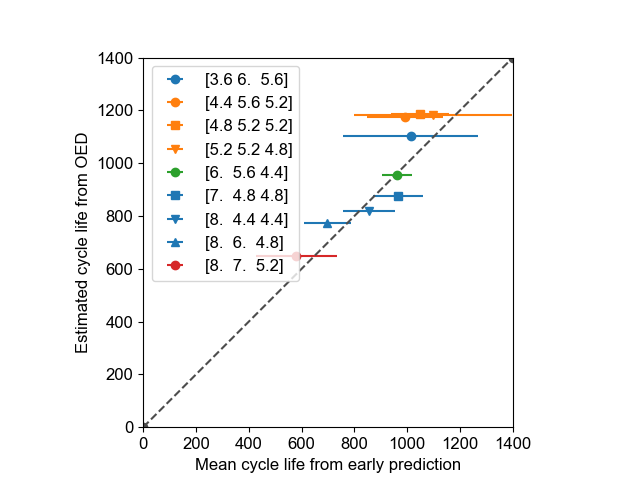 1400
1200
1000
800
600
400
200
0
Estimated cycle life from OED
[3.6 6.  5.6]
[4.4 5.6 5.2]
[4.8 5.2 5.2]
[5.2 5.2 4.8]
[6.  5.6 4.4]
[7.  4.8 4.8]
[8.  4.4 4.4]
[8.  6.  4.8]
[8.  7.  5.2]
0 200 400 600 800 1000 1200 1400
Mean cycle life from early prediction